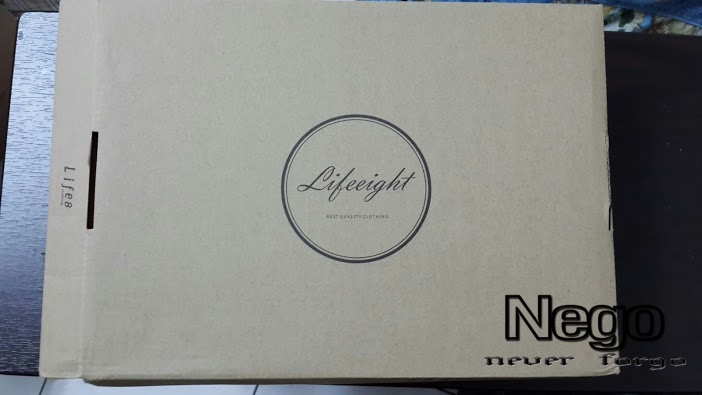 Life8
Lifeeight
BEST QUALITY CLOTHING
Nego
never forgo